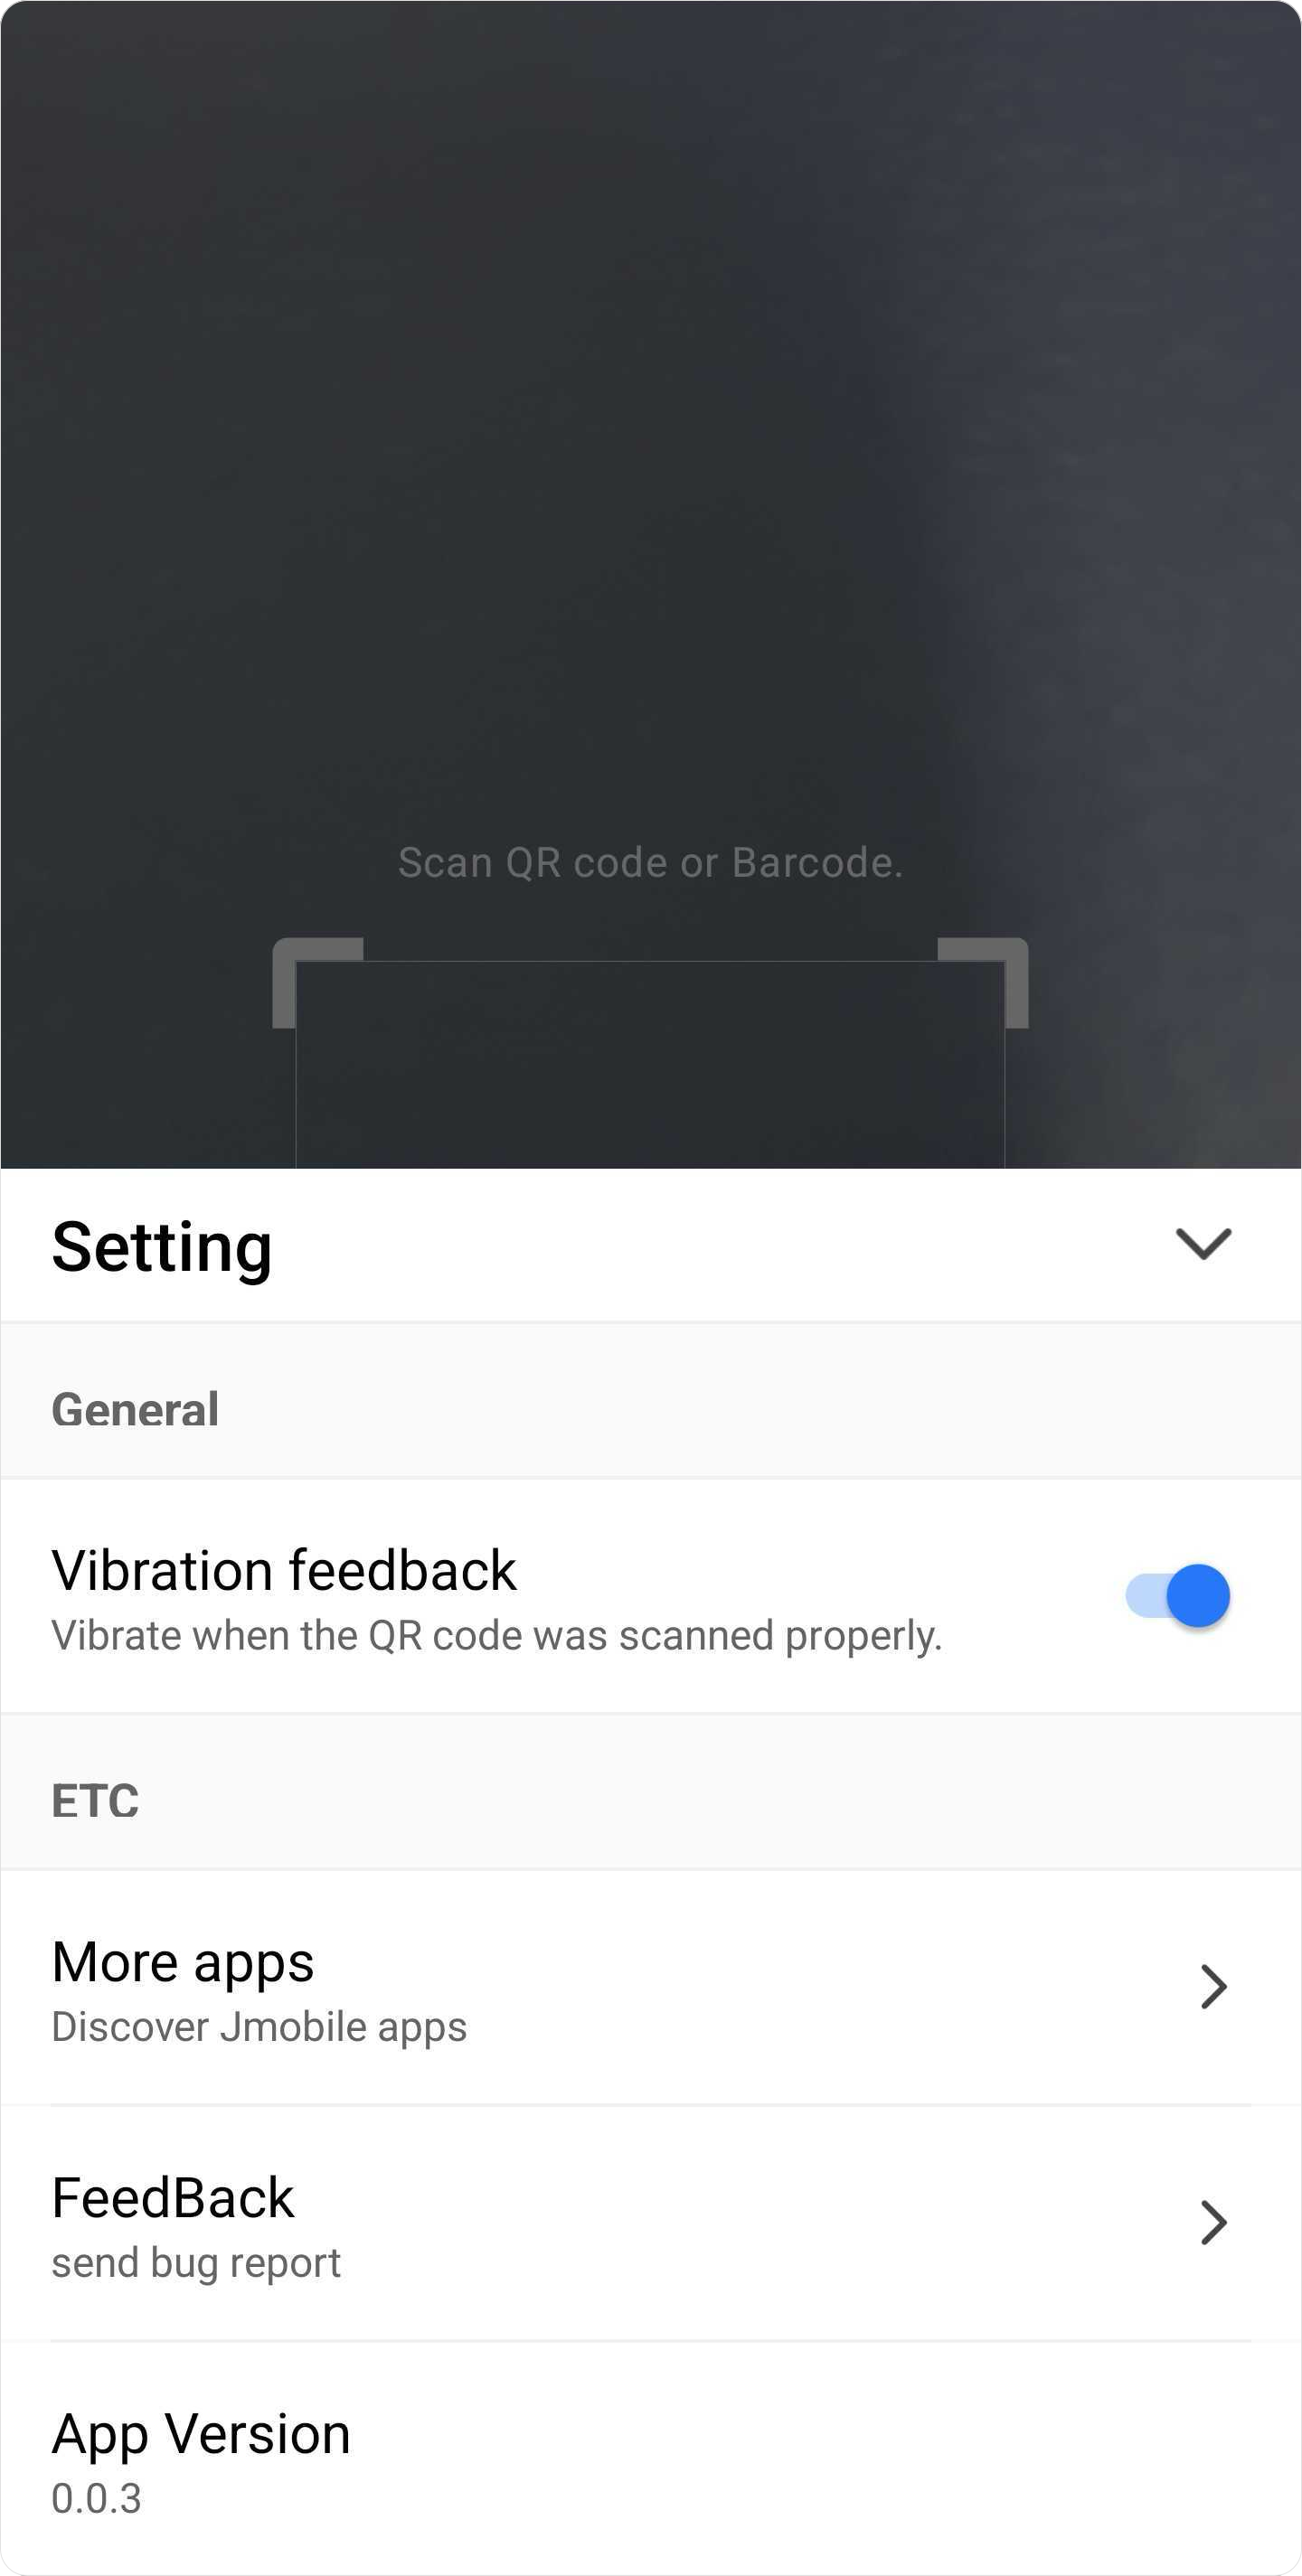 Scan QR code or Barcode.
Setting
General
Vibration feedback
Vibrate when the QR code was scanned properly.
ETC
More apps
Discover Jmobile apps
FeedBack
send bug report
App Version
0.0.3